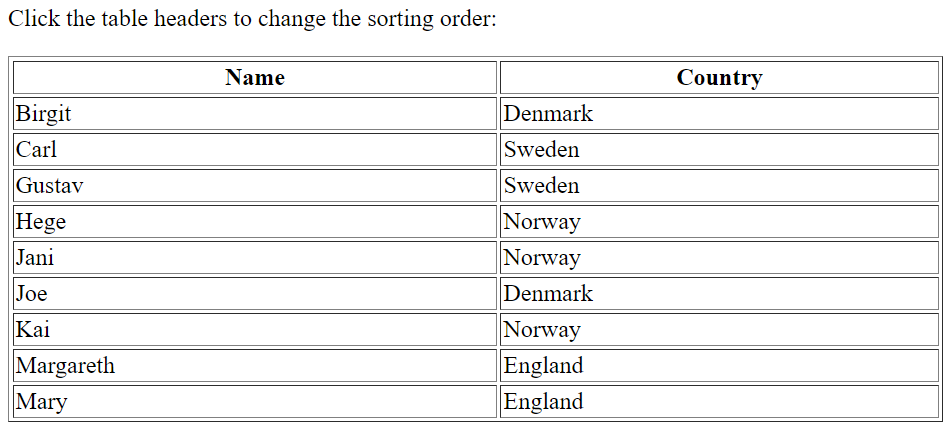 Click the table headers to change the sorting order:
Name Country
Birgit Denmark
Carl Sweden
Gustav Sweden
Hege Norway
Jani Norway
Joe Denmark
Kai Norway
Margareth England
Mary England